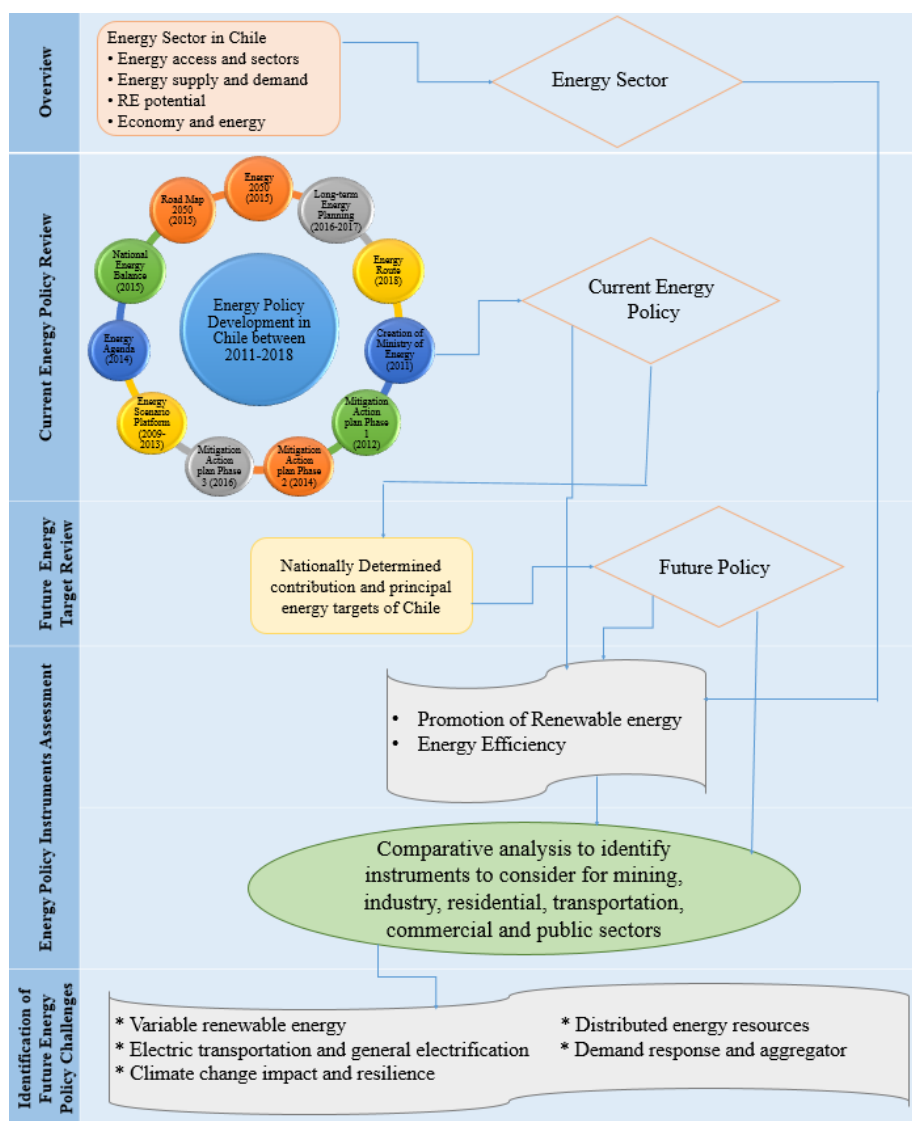 Overview
Energy Sector in Chile
• Energy access and sectors
• Energy supply and demand
• RE potential
• Economy and energy
Energy Sector
Current Energy Policy Review
Energy
2050
(2015)
Long-term
Energy
Planning
(2016-2017)
Energy
Route
(2018)
Creation of
Ministry of
Energy
(2011)
Mitigation
Action
plan Phase
1
(2012)
Mitigation
Action
plan Phase
2 (2014)
Mitigation
Action
plan Phase
3 (2016)
Energy
Scenario
Platform
(2009-
2013)
Energy
Agenda
(2014)
National
Energy
Balance
(2015)
Road Map
2050
(2015)
Energy Policy
Development in
Chile between
2011-2018
Current Energy
Policy
Future Energy
Target Review
Nationally Determined
contribution and principal
energy targets of Chile
Future Policy
Energy Policy Instruments Assessment
• Promotion of Renewable energy
• Energy Efficiency
Comparative analysis to identify
instruments to consider for mining,
industry, residential, transportation,
commercial and public sectors
Identification of
Future Energy
Policy Challenges
* Variable renewable energy
* Electric transportation and general electrification
* Climate change impact and resilience
* Distributed energy resources
* Demand response and aggregator